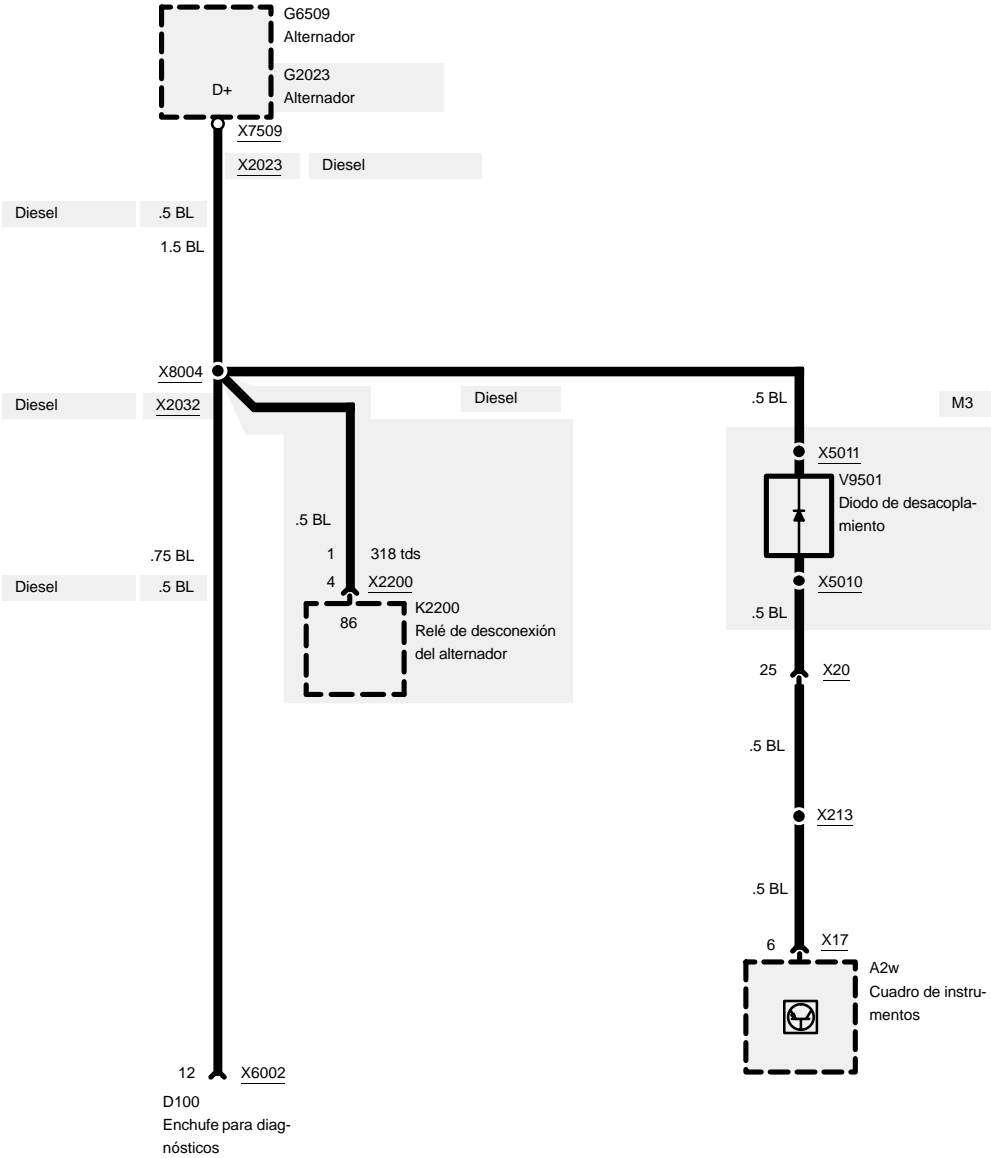 G6509
Alternador
G2023
Alternador
D+
X7509
X2023 Diesel
Diesel .5 BL
1.5 BL
X8004
Diesel X2032
Diesel
.5 BL
M3
X5011
V9501
Diodo de desacopla-
miento
.5 BL
1 318 tds
.75 BL
4 X2200
Diesel .5 BL
X5010
K2200
86
Relé de desconexión
del alternador
.5 BL
25 X20
.5 BL
X213
.5 BL
6 X17
A2w
Cuadro de instru-
mentos
12 X6002
D100
Enchufe para diag-
nósticos